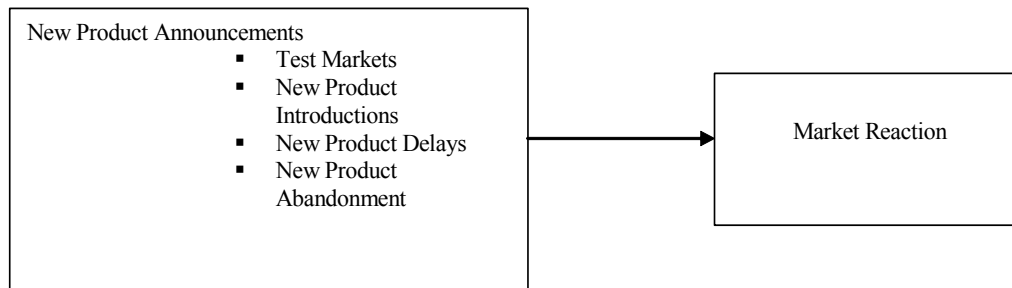 New Product Announcements
▪ Test Markets
▪ New Product
Introductions
▪ New Product Delays
▪ New Product
Abandonment
Market Reaction